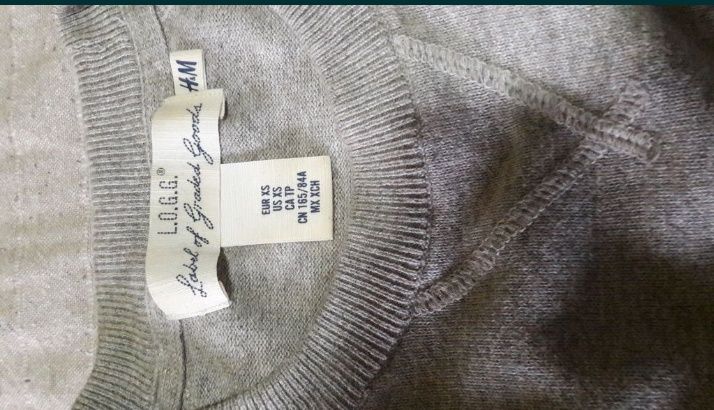 H&M
L.O.G.G.®
Label of Graded Goods
EUR XS
US XS
CA TP
CN 165/84A
MX XCH